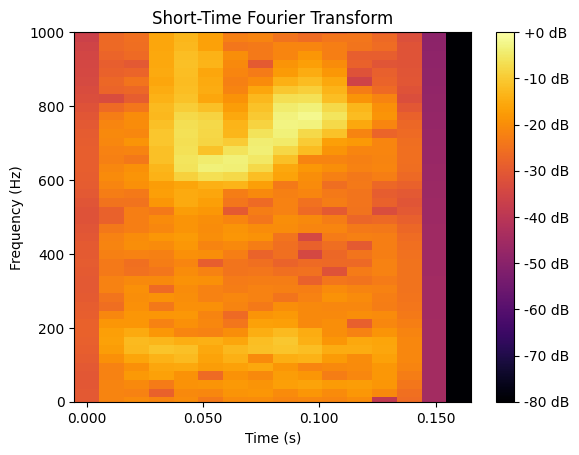 Short-Time Fourier Transform
1000
800
600
400
200
0
Frequency (Hz)
0.000
0.050
0.100
0.150
Time (s)
+0 dB
-10 dB
-20 dB
-30 dB
-40 dB
-50 dB
-60 dB
-70 dB
-80 dB